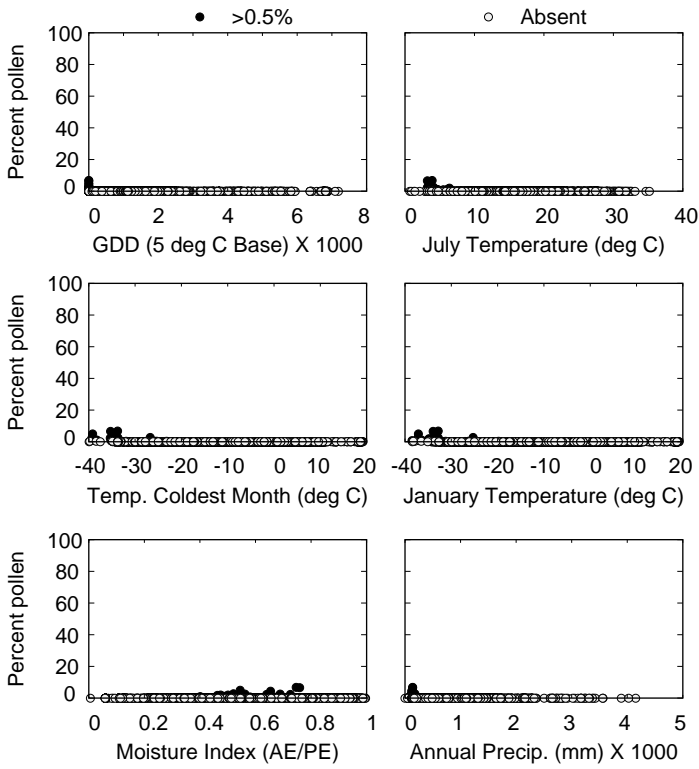 >0.5% Absent
Percent pollen
100
80
60
40
20
0
0 2 4 6 8
GDD (5 deg C Base) X 1000
0 10 20 30 40
July Temperature (deg C)
Percent pollen
100
80
60
40
20
0
-40 -30 -20 -10 0 10 20
Temp. Coldest Month (deg C)
-40 -30 -20 -10 0 10 20
January Temperature (deg C)
Percent pollen
100
80
60
40
20
0
0 0.2 0.4 0.6 0.8 1
Moisture Index (AE/PE)
0 1 2 3 4 5
Annual Precip. (mm) X 1000